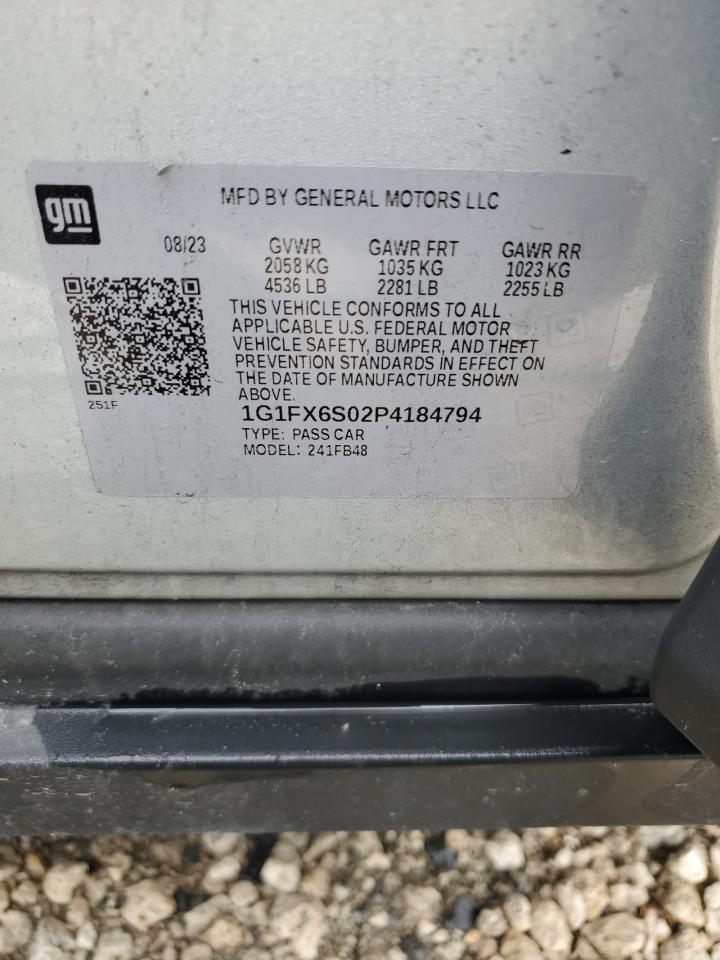 gm
MFD BY GENERAL MOTORS LLC
08/23 GVWR GAWR FRT GAWR RR
2058 KG 1035 KG 1023 KG
4536 LB 2281 LB 2255 LB
THIS VEHICLE CONFORMS TO ALL
APPLICABLE U.S. FEDERAL MOTOR
VEHICLE SAFETY, BUMPER, AND THEFT
PREVENTION STANDARDS IN EFFECT ON
THE DATE OF MANUFACTURE SHOWN
ABOVE.
251F
1G1FX6S02P4184794
TYPE: PASS CAR
MODEL: 241FB48